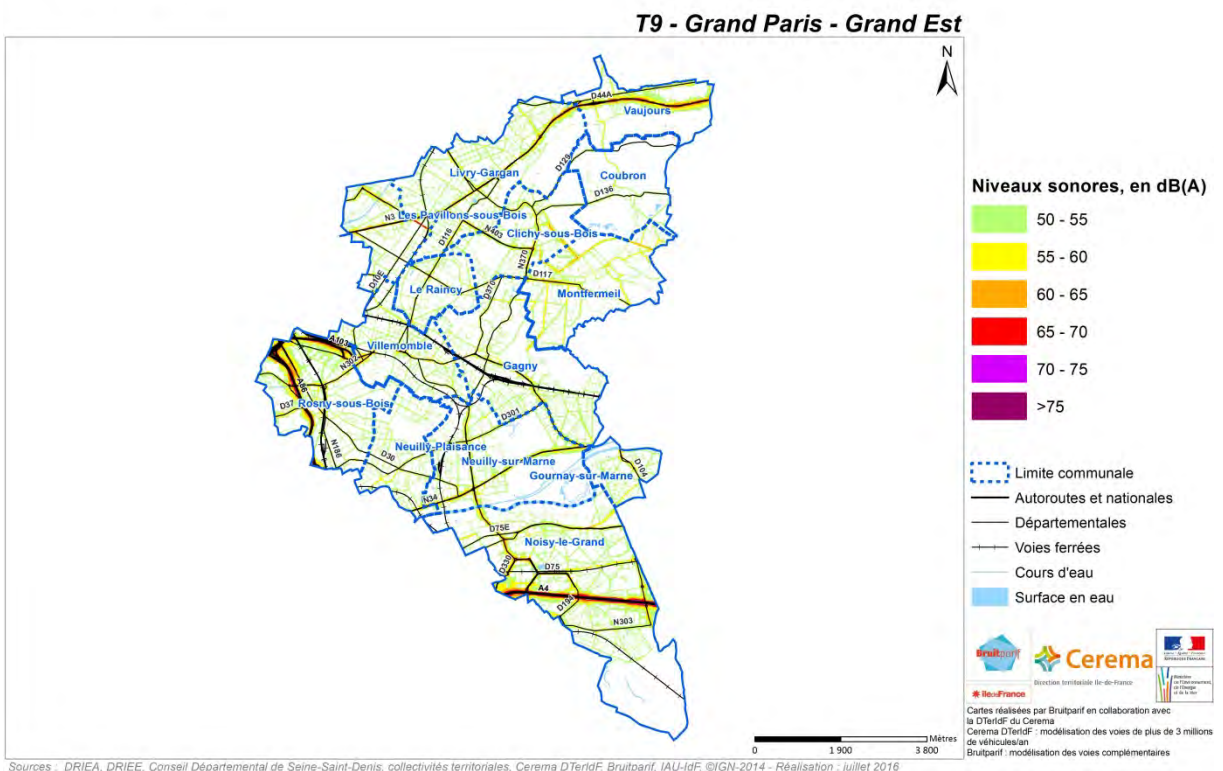 T9 - Grand Paris - Grand Est
N
D44A
Vaujours
D129
Livry-Gargan
Coubron
D136
N3
Les Pavillons-sous-Bois
D116
N403
Clichy-sous-Bois
N370
D117
D10E
Le Raincy
D370
Montfermeil
A103
Villemomble
N302
Gagny
A86
D37
Rosny-sous-Bois
D301
N186
Neuilly-Plaisance
D30
Neuilly-sur-Marne
D104
Gournay-sur-Marne
N34
D75E
Noisy-le-Grand
D330
D75
A4
D194
N303
Niveaux sonores, en dB(A)
50 - 55
55 - 60
60 - 65
65 - 70
70 - 75
>75
Limite communale
Autoroutes et nationales
Départementales
Voies ferrées
Cours d'eau
Surface en eau
Bruitparif
Cerema
Direction territoriale Ile-de-France
îledeFrance
Cartes réalisées par Bruitparif en collaboration avec
la DTerIdF du Cerema
Cerema DTerIdF : modélisation des voies de plus de 3 millions
de véhicules/an
Bruitparif : modélisation des voies complémentaires
Mètres
0 1 900 3 800
Sources : DRIEA, DRIEE, Conseil Départemental de Seine-Saint-Denis, collectivités territoriales, Cerema DTerIdF, Bruitparif, IAU-IdF, ©IGN-2014 - Réalisation : juillet 2016